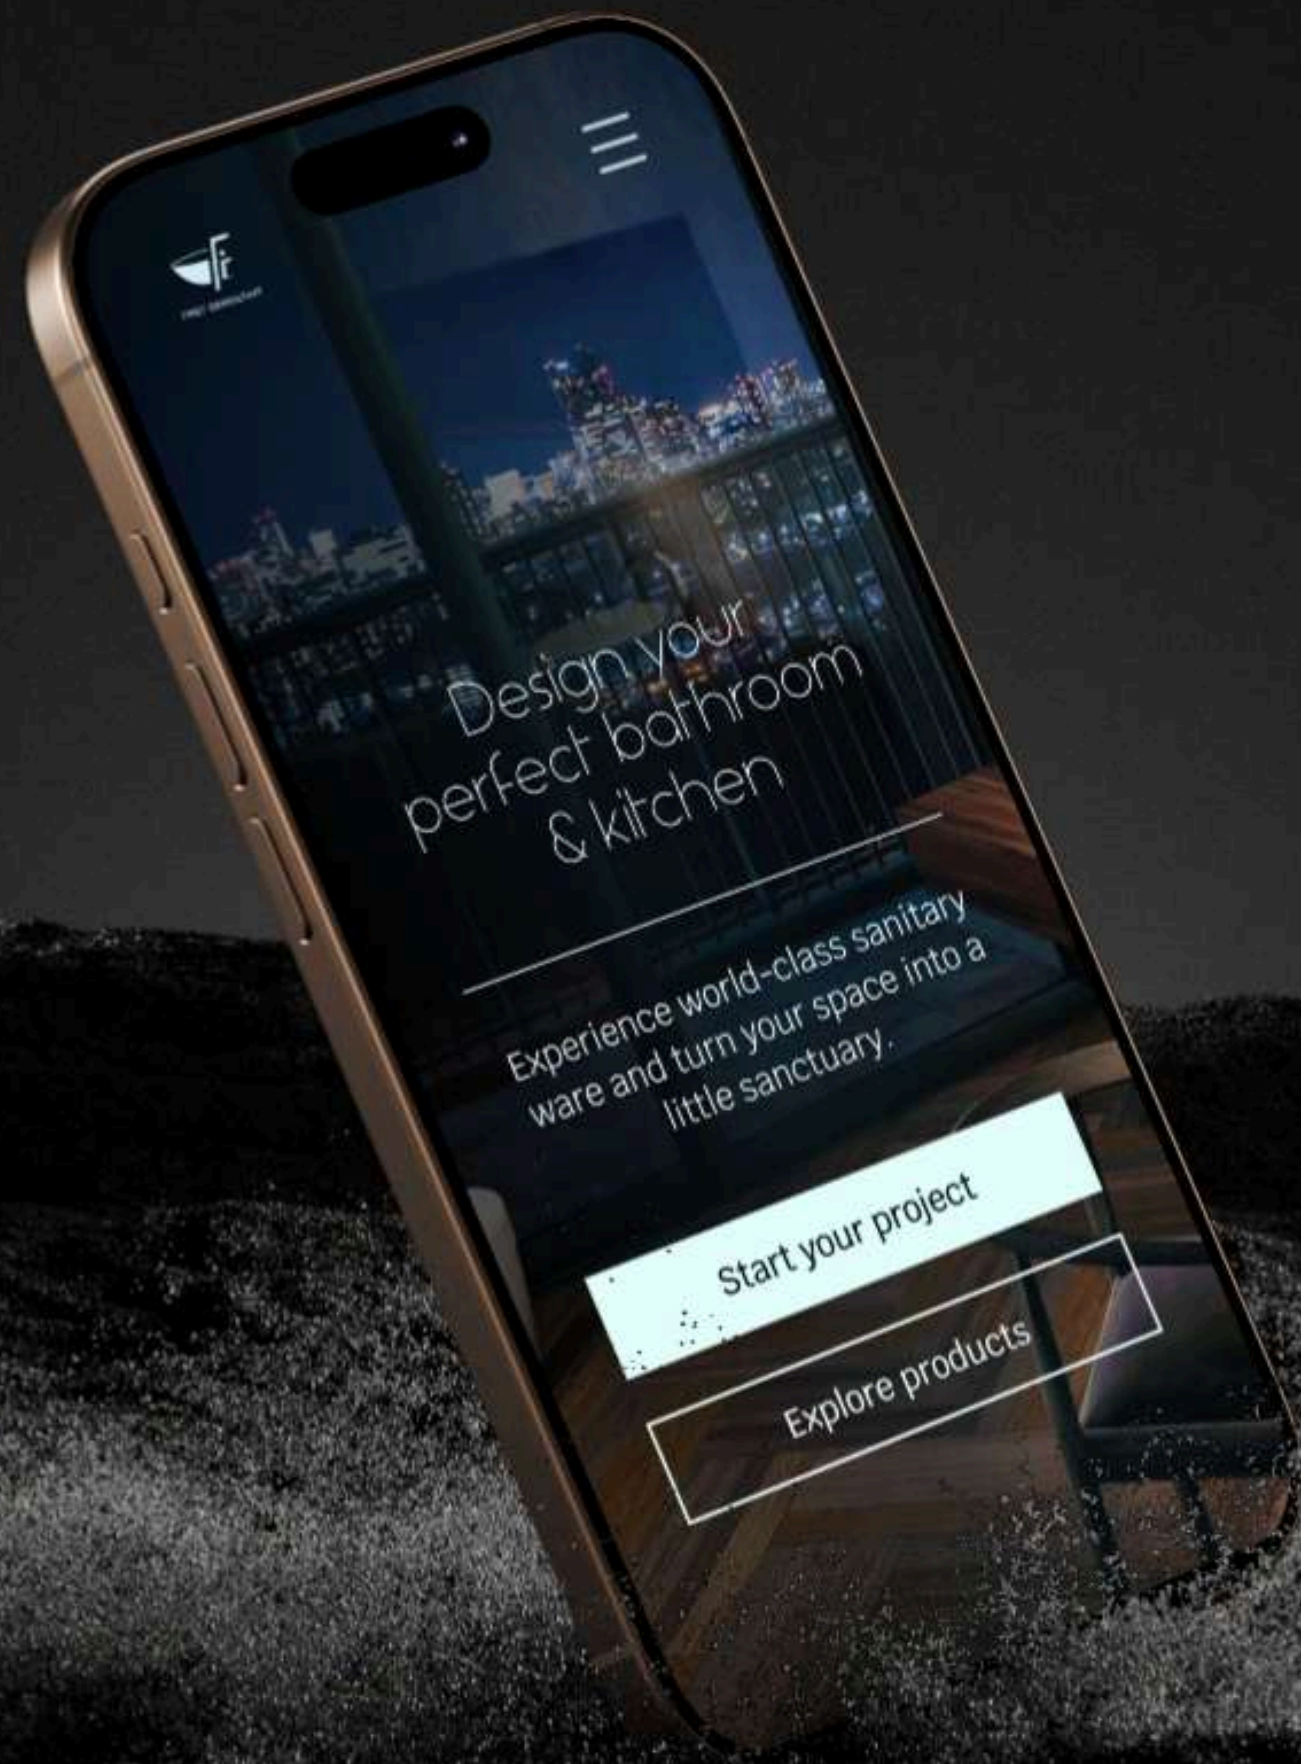 Design your
perfect bathroom
& kitchen
Experience world-class sanitary
ware and turn your space into a
little sanctuary.
Start your project
Explore products